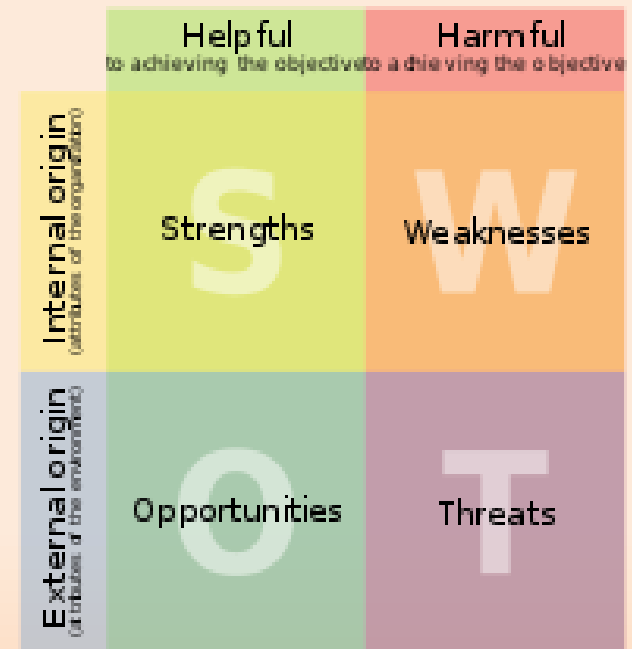 Helpful
to achieving the objective
Harmful
to achieving the objective
Internal origin
(attributes of the organization)
S
Strengths
W
Weaknesses
External origin
(attributes of the environment)
O
Opportunities
T
Threats